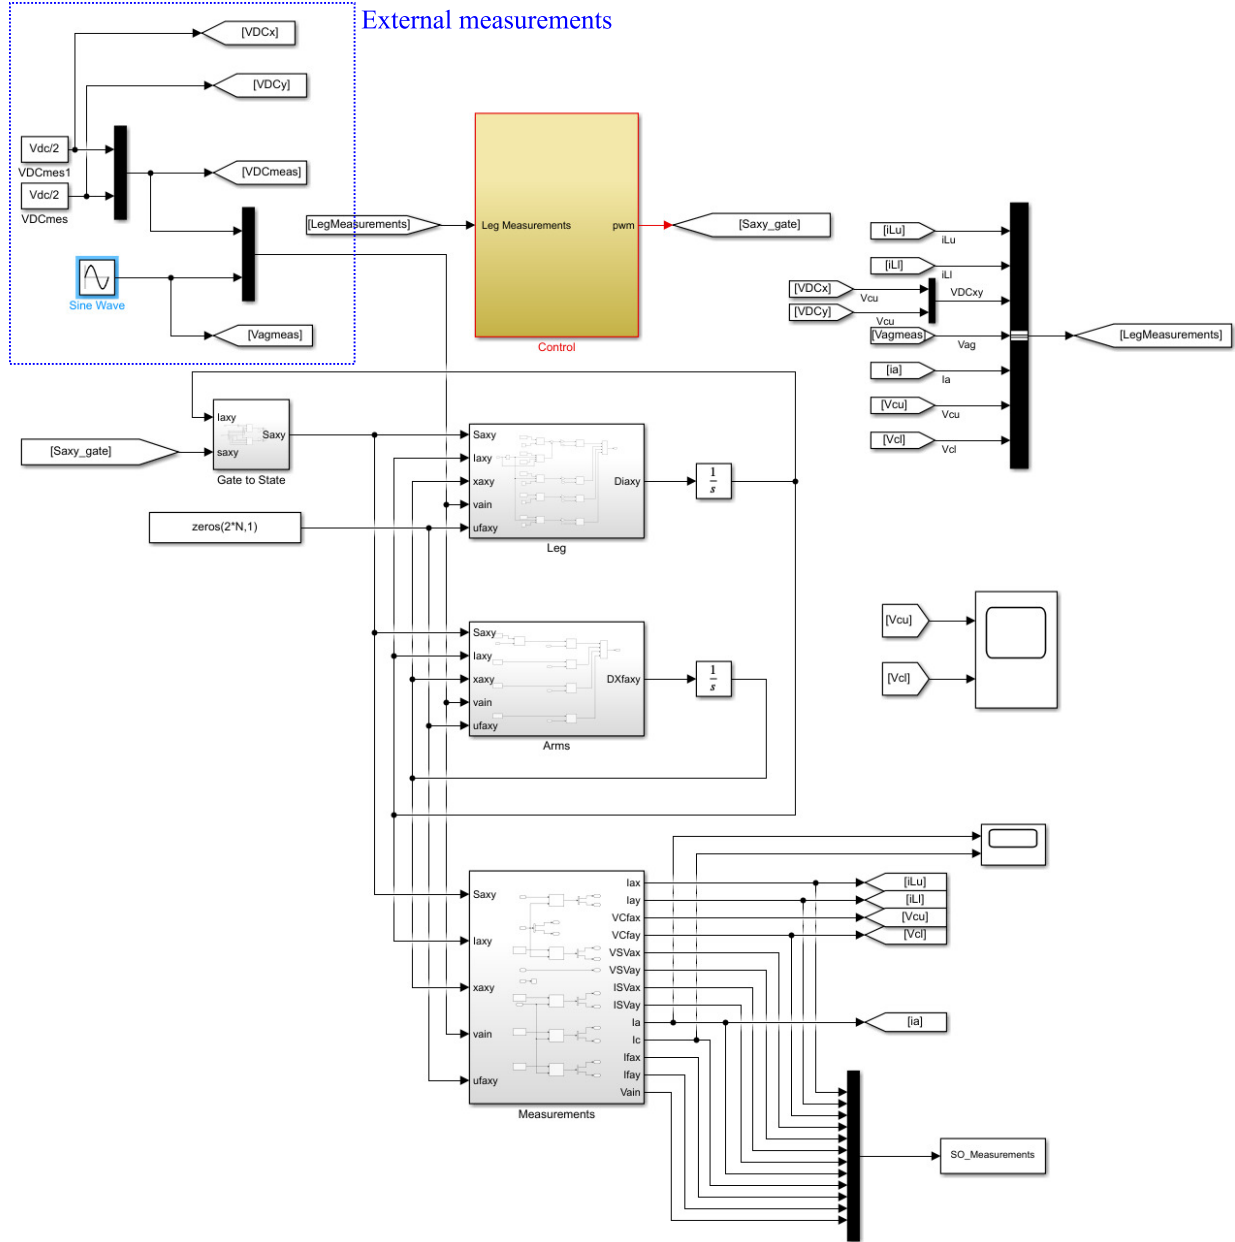 External measurements
[VDCx]
[VDCy]
Vdc/2
VDCmes1
[VDCmeas]
Vdc/2
VDCmes
Sine Wave
[Vagmeas]
[LegMeasurements]
Leg Measurements
pwm
Control
[Saxy_gate]
[iLu]
iLu
[iLl]
iLl
[VDCx]
Vcu
VDCxy
[VDCy]
Vcu
[Vagmeas]
Vag
[ia]
Ia
[Vcu]
Vcu
[Vcl]
Vcl
[LegMeasurements]
[Saxy_gate]
Iaxy
saxy
Saxy
Gate to State
zeros(2*N,1)
Saxy
Iaxy
xaxy
vain
ufaxy
Diaxy
Leg
1
s
Saxy
Iaxy
xaxy
vain
ufaxy
DXfaxy
Arms
1
s
[Vcu]
[Vcl]
Saxy
Iaxy
xaxy
vain
ufaxy
Iax
Iay
VCfax
VCfay
VSVax
VSVay
ISVax
ISVay
Ia
Ic
Ifax
Ifay
Vain
Measurements
[iLu]
[iLl]
[Vcu]
[Vcl]
[ia]
SO_Measurements